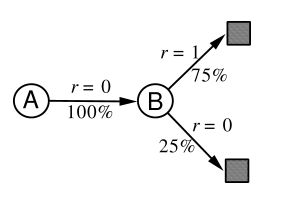 r = 1
75%
A
r = 0
100%
B
r = 0
25%